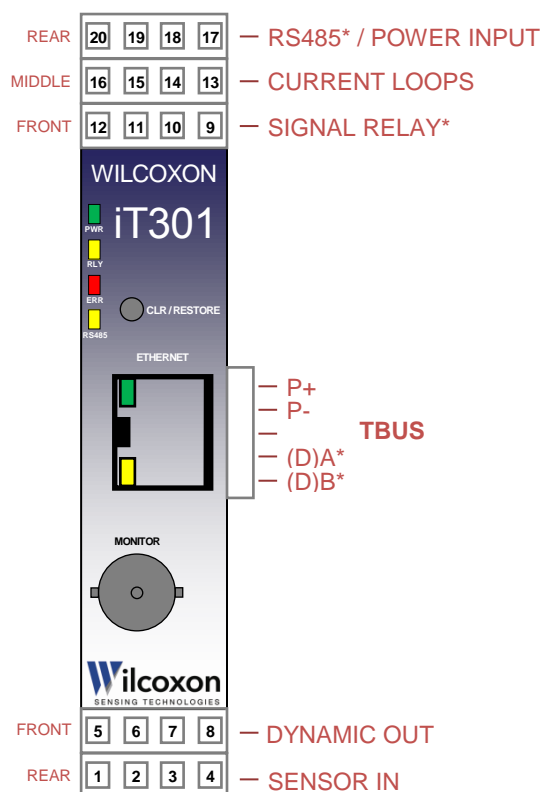 REAR 20 19 18 17 RS485* / POWER INPUT
MIDDLE 16 15 14 13 CURRENT LOOPS
FRONT 12 11 10 9 SIGNAL RELAY*
WILCOXON
iT301
PWR
RLY
ERR
CLR / RESTORE
RS485
ETHERNET
P+
P-
TBUS
(D)A*
(D)B*
MONITOR
Wilcoxon
SENSING TECHNOLOGIES
FRONT 5 6 7 8 DYNAMIC OUT
REAR 1 2 3 4 SENSOR IN